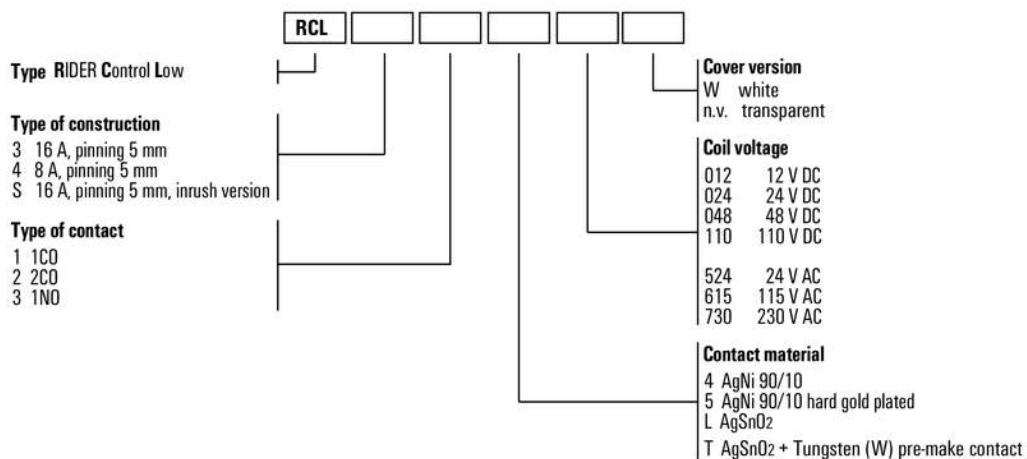 RCL
Type RIDER Control Low
Type of construction
3 16 A, pinning 5 mm
4 8 A, pinning 5 mm
S 16 A, pinning 5 mm, inrush version
Type of contact
1 1CO
2 2CO
3 1NO
Cover version
W white
n.v. transparent
Coil voltage
012 12 V DC
024 24 V DC
048 48 V DC
110 110 V DC
524 24 V AC
615 115 V AC
730 230 V AC
Contact material
4 AgNi 90/10
5 AgNi 90/10 hard gold plated
L AgSnO2
T AgSnO2 + Tungsten (W) pre-make contact